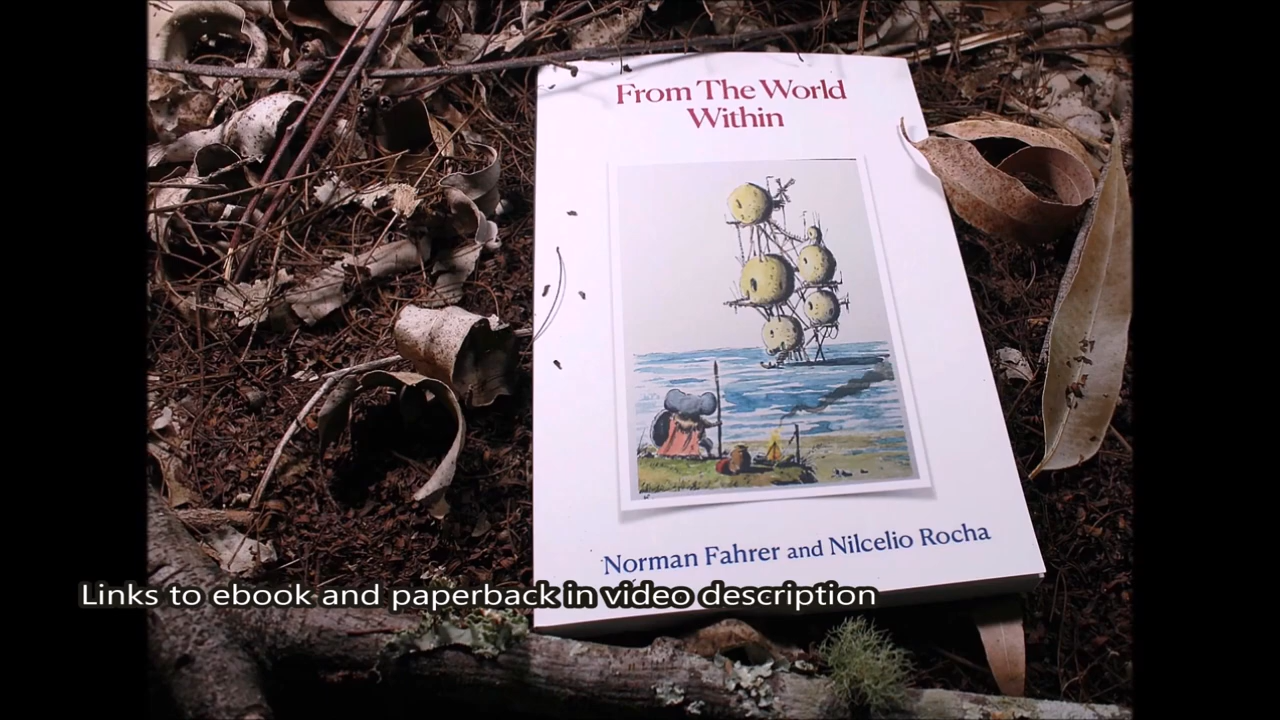 From The World
Within
Norman Fahrer and Nilcelio Rocha
Links to ebook and paperback in video description